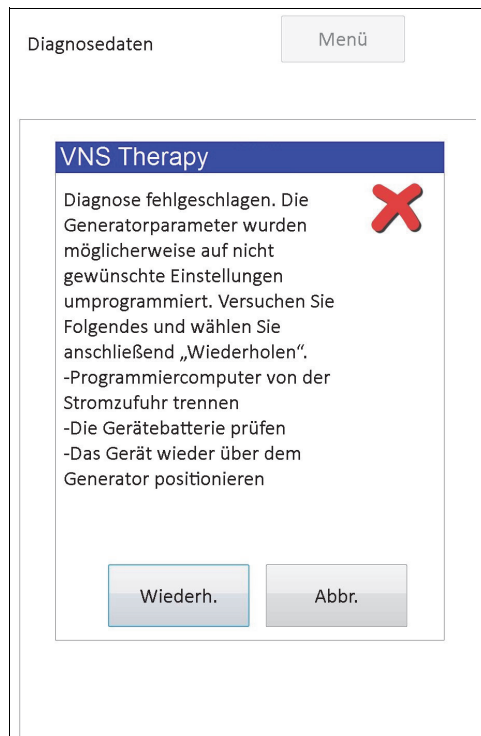 Diagnosedaten
Menü
VNS Therapy
Diagnose fehlgeschlagen. Die
Generatorparameter wurden
möglicherweise auf nicht
gewünschte Einstellungen
umprogrammiert. Versuchen Sie
Folgendes und wählen Sie
anschließend „Wiederholen“.
-Programmiercomputer von der
Stromzufuhr trennen
-Die Gerätebatterie prüfen
-Das Gerät wieder über dem
Generator positionieren
Wiederh.
Abbr.